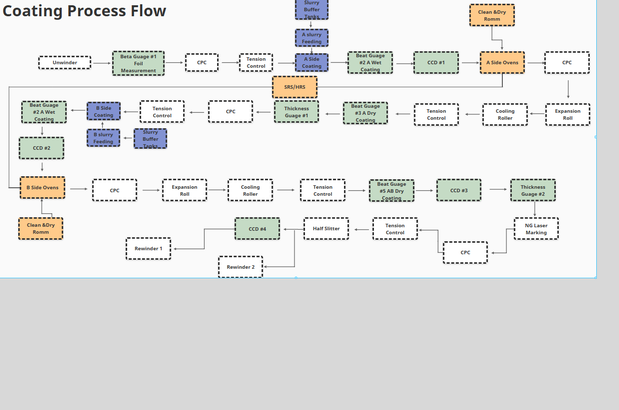 Coating Process Flow
Slurry
Buffer
Tanks
Clean &Dry
Romm
A slurry
Feeding
Unwinder
Beta Guage #1
Foil
Measurement
CPC
Tension
Control
A Side
Coating
Beat Guage
#2 A Wet
Coating
CCD #1
A Side Ovens
CPC
SRS/HRS
Beat Guage
#2 A Wet
Coating
B Side
Coating
Tension
Control
CPC
Thickness
Guage #1
Beat Guage
#3 A Dry
Coating
Tension
Control
Cooling
Roller
Expansion
Roll
B slurry
Feeding
Slurry
Buffer
Tanks
CCD #2
B Side Ovens
CPC
Expansion
Roll
Cooling
Roller
Tension
Control
Beat Guage
#5 AB Dry
Coating
CCD #3
Thickness
Guage #2
Clean &Dry
Romm
Rewinder 1
CCD #4
Half Slitter
Tension
Control
NG Laser
Marking
CPC
Rewinder 2